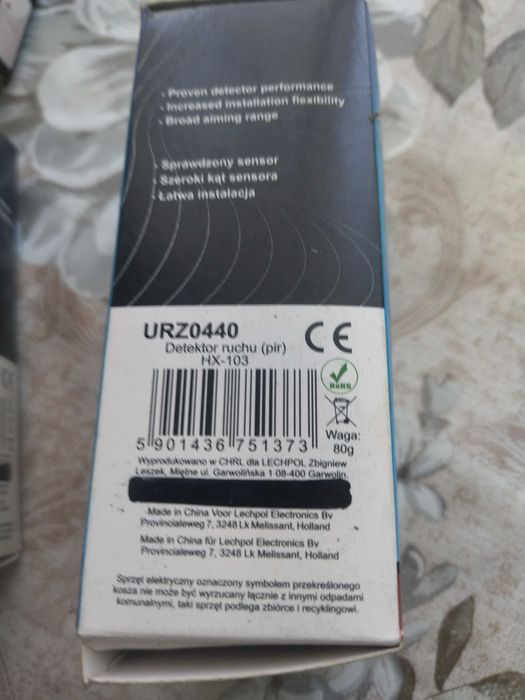 - Proven detector performance
- Increased installation flexibility
- Broad aiming range
- Sprawdzony sensor
- Szeroki kąt sensora
- Łatwa instalacja
URZ0440
Detektor ruchu (pir)
HX-103
CE
RoHS
Waga:
80g
5 901436 751373
Wyprodukowano w CHRL dla LECHPOL Zbigniew
Leszek, Miętne ul. Garwolińska 1 08-400 Garwolin.
Made in China Voor Lechpol Electronics Bv
Provincialeweg 7, 3248 Lk Melissant, Holland
Made in China für Lechpol Electronics Bv
Provincialeweg 7, 3248 Lk Melissant, Holland
Sprzęt elektryczny oznaczony symbolem przekreślonego
kosza nie może być wyrzucany łącznie z innymi odpadami
komunalnymi, taki sprzęt podlega zbiórce i recyklingowi.